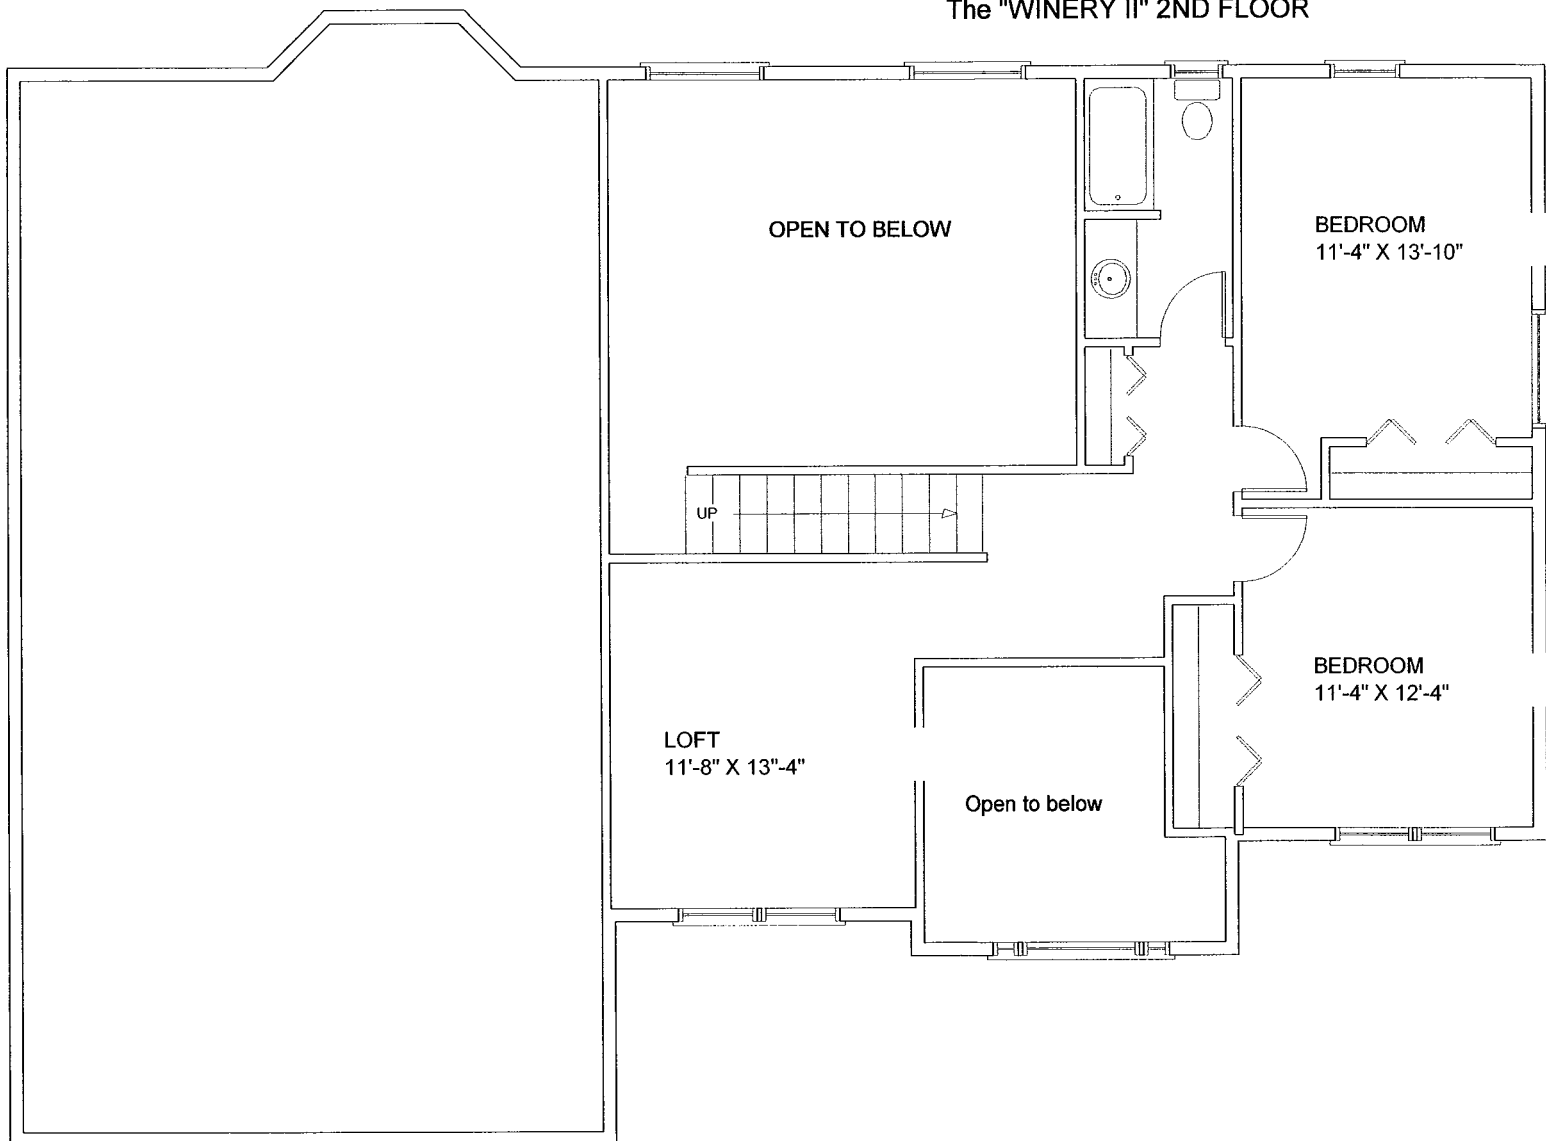 The "WINERY II" 2ND FLOOR
OPEN TO BELOW
BEDROOM
11'-4" X 13'-10"
UP
BEDROOM
11'-4" X 12'-4"
LOFT
11'-8" X 13"-4"
Open to below